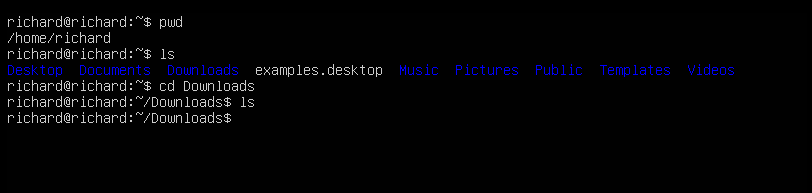 richard@richard:~$ pwd
/home/richard
richard@richard:~$ ls
Desktop  Documents  Downloads  examples.desktop  Music  Pictures  Public  Templates  Videos
richard@richard:~$ cd Downloads
richard@richard:~/Downloads$ ls
richard@richard:~/Downloads$